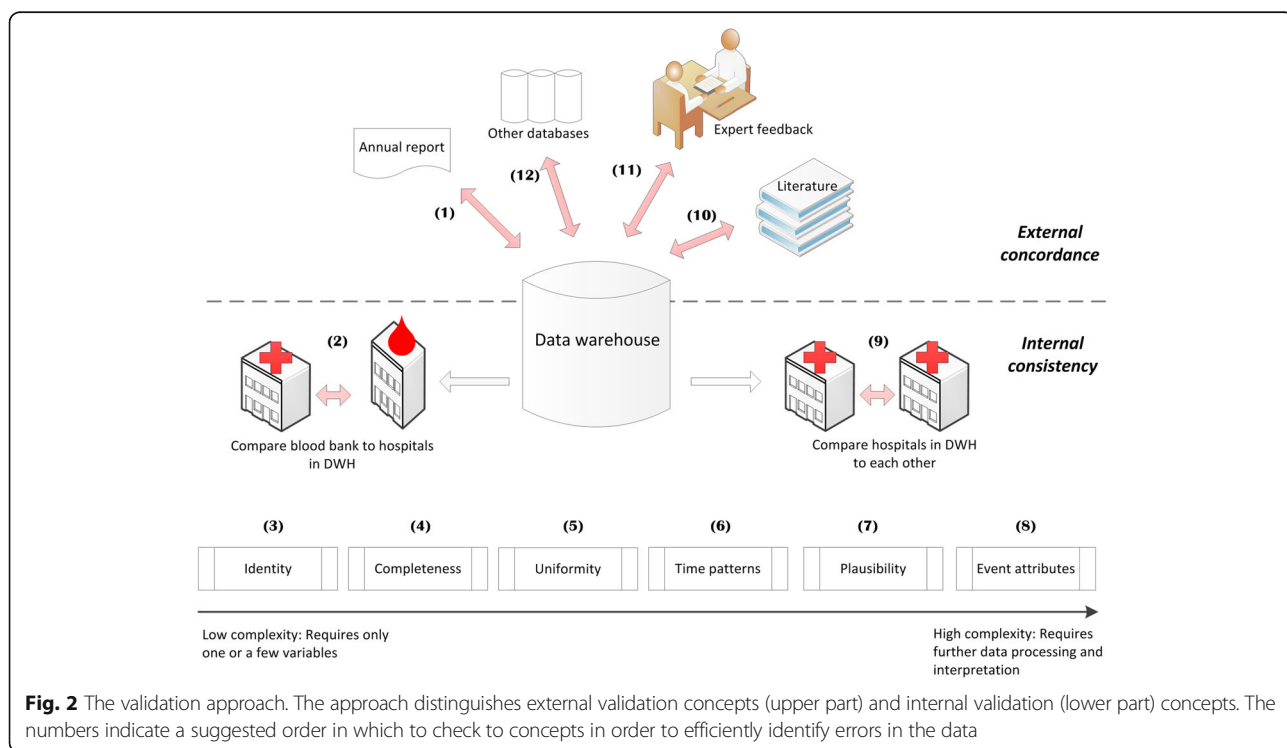 Other databases
Expert feedback
Annual report
Literature
(12)
(11)
(1)
(10)
External
concordance
Data warehouse
(2)
(9)
Internal
consistency
Compare blood bank to hospitals
in DWH
Compare hospitals in DWH
to each other
(3)
(4)
(5)
(6)
(7)
(8)
Identity
Completeness
Uniformity
Time patterns
Plausibility
Event attributes
Low complexity: Requires only
one or a few variables
High complexity: Requires
further data processing and
interpretation
Fig. 2 The validation approach. The approach distinguishes external validation concepts (upper part) and internal validation (lower part) concepts. The
numbers indicate a suggested order in which to check to concepts in order to efficiently identify errors in the data